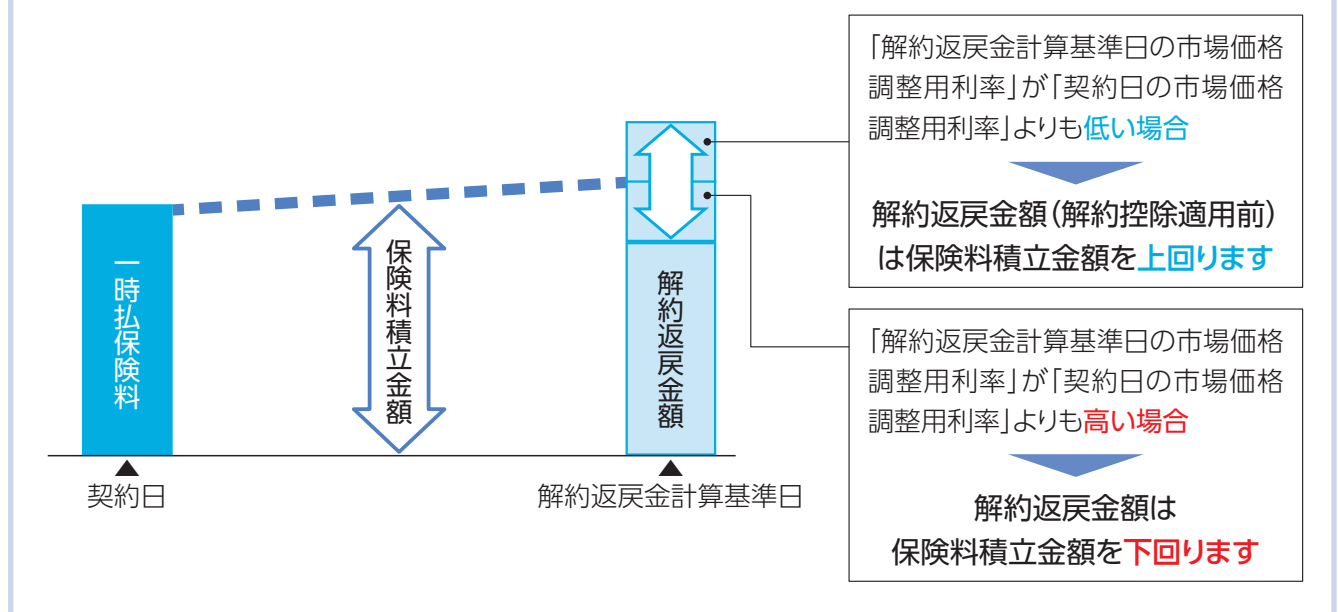 一時払保険料
契約日
保険料積立金額
解約返戻金額
解約返戻金計算基準日
「解約返戻金計算基準日の市場価格
調整用利率」が「契約日の市場価格
調整用利率」よりも低い場合
解約返戻金額(解約控除適用前)
は保険料積立金額を上回ります
「解約返戻金計算基準日の市場価格
調整用利率」が「契約日の市場価格
調整用利率」よりも高い場合
解約返戻金額は
保険料積立金額を下回ります